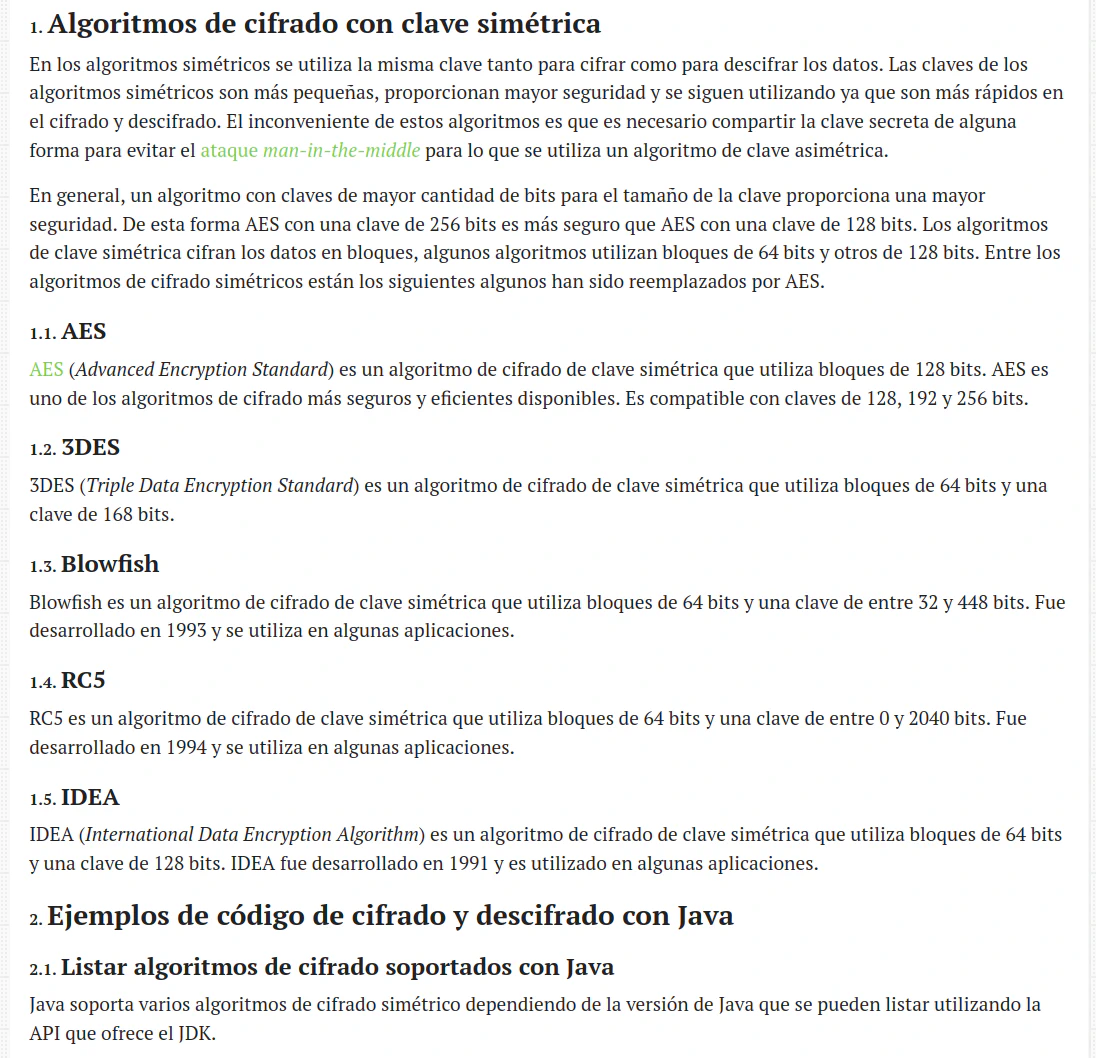 1. Algoritmos de cifrado con clave simétrica
En los algoritmos simétricos se utiliza la misma clave tanto para cifrar como para descifrar los datos. Las claves de los
algoritmos simétricos son más pequeñas, proporcionan mayor seguridad y se siguen utilizando ya que son más rápidos en
el cifrado y descifrado. El inconveniente de estos algoritmos es que es necesario compartir la clave secreta de alguna
forma para evitar el ataque man-in-the-middle para lo que se utiliza un algoritmo de clave asimétrica.
En general, un algoritmo con claves de mayor cantidad de bits para el tamaño de la clave proporciona una mayor
seguridad. De esta forma AES con una clave de 256 bits es más seguro que AES con una clave de 128 bits. Los algoritmos
de clave simétrica cifran los datos en bloques, algunos algoritmos utilizan bloques de 64 bits y otros de 128 bits. Entre los
algoritmos de cifrado simétricos están los siguientes algunos han sido reemplazados por AES.
1.1. AES
AES (Advanced Encryption Standard) es un algoritmo de cifrado de clave simétrica que utiliza bloques de 128 bits. AES es
uno de los algoritmos de cifrado más seguros y eficientes disponibles. Es compatible con claves de 128, 192 y 256 bits.
1.2. 3DES
3DES (Triple Data Encryption Standard) es un algoritmo de cifrado de clave simétrica que utiliza bloques de 64 bits y una
clave de 168 bits.
1.3. Blowfish
Blowfish es un algoritmo de cifrado de clave simétrica que utiliza bloques de 64 bits y una clave de entre 32 y 448 bits. Fue
desarrollado en 1993 y se utiliza en algunas aplicaciones.
1.4. RC5
RC5 es un algoritmo de cifrado de clave simétrica que utiliza bloques de 64 bits y una clave de entre 0 y 2040 bits. Fue
desarrollado en 1994 y se utiliza en algunas aplicaciones.
1.5. IDEA
IDEA (International Data Encryption Algorithm) es un algoritmo de cifrado de clave simétrica que utiliza bloques de 64 bits
y una clave de 128 bits. IDEA fue desarrollado en 1991 y es utilizado en algunas aplicaciones.
2. Ejemplos de código de cifrado y descifrado con Java
2.1. Listar algoritmos de cifrado soportados con Java
Java soporta varios algoritmos de cifrado simétrico dependiendo de la versión de Java que se pueden listar utilizando la
API que ofrece el JDK.